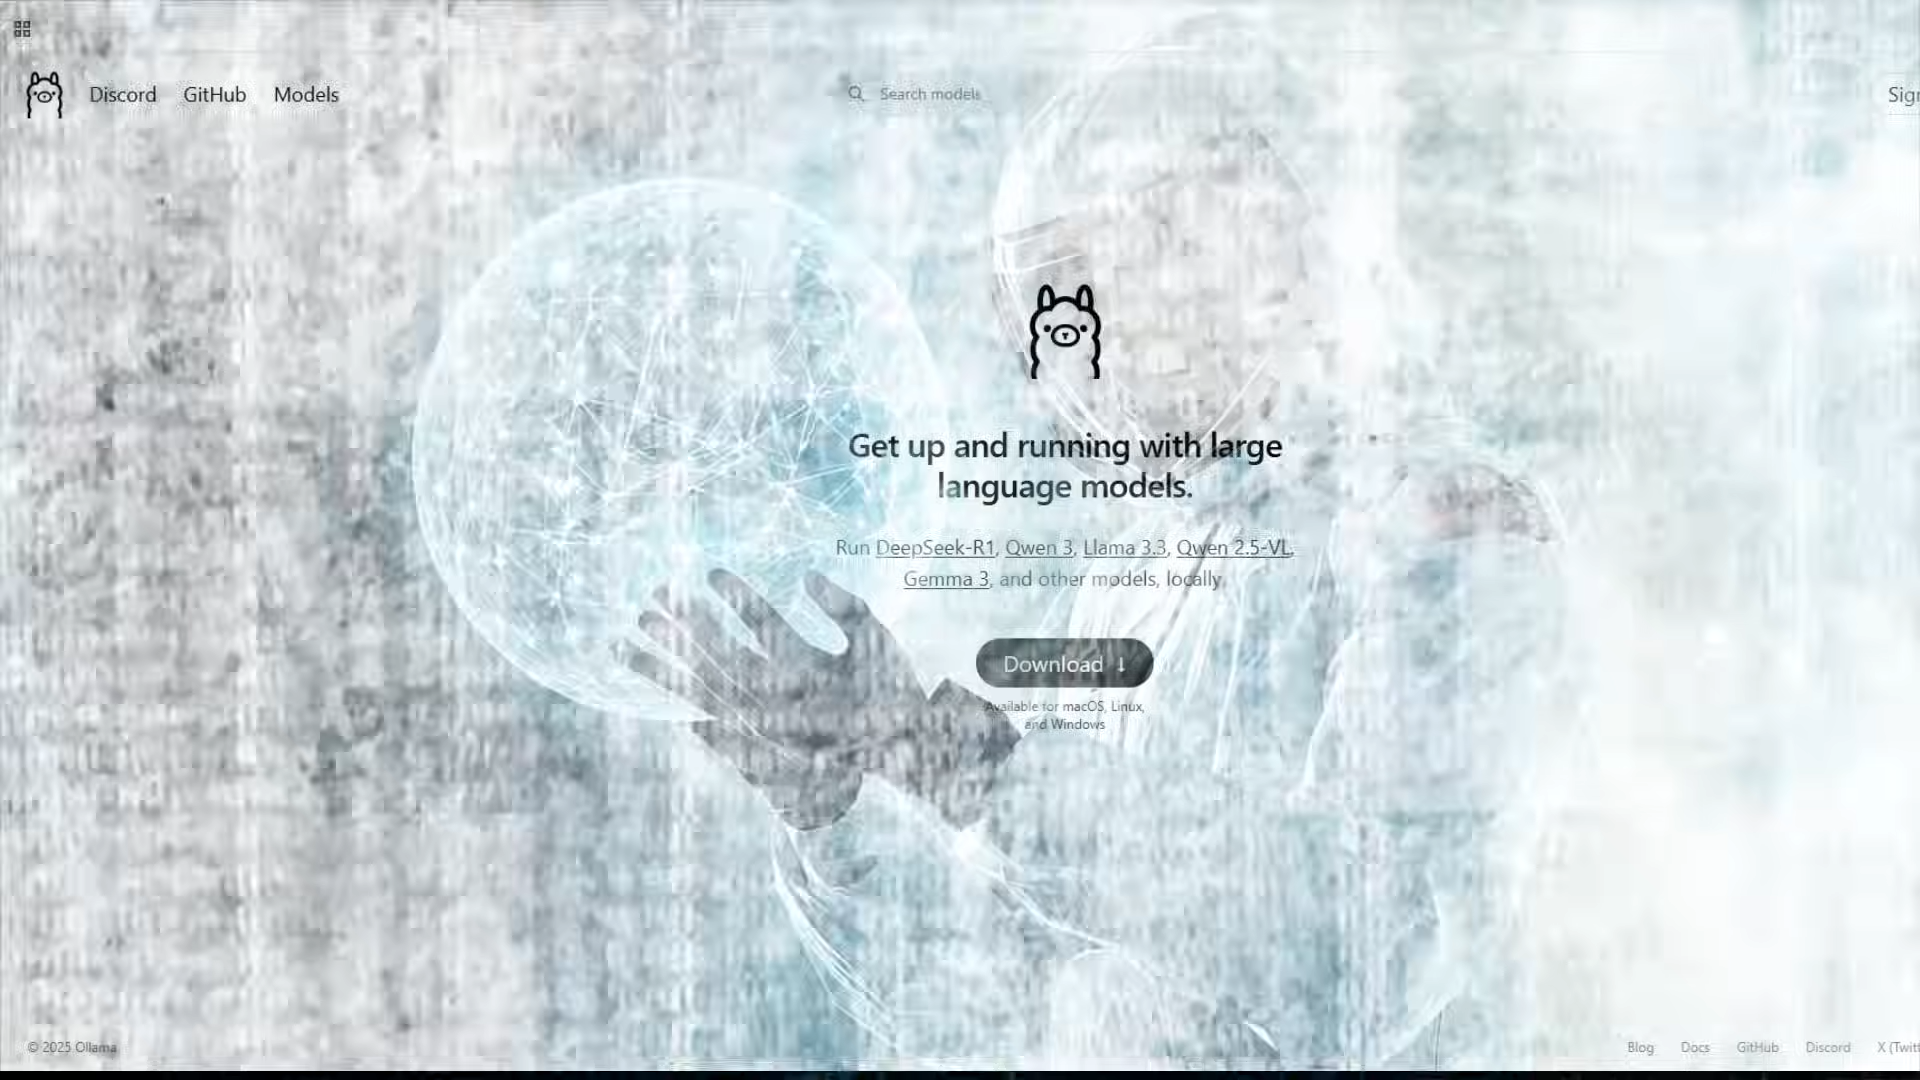 Discord GitHub Models Search models Sign
Get up and running with large
language models.
Run DeepSeek-R1, Qwen 3, Llama 3.3, Qwen 2.5-VL,
Gemma 3, and other models, locally.
Download ↓
Available for macOS, Linux,
and Windows
© 2025 Ollama Blog Docs GitHub Discord X (Twit